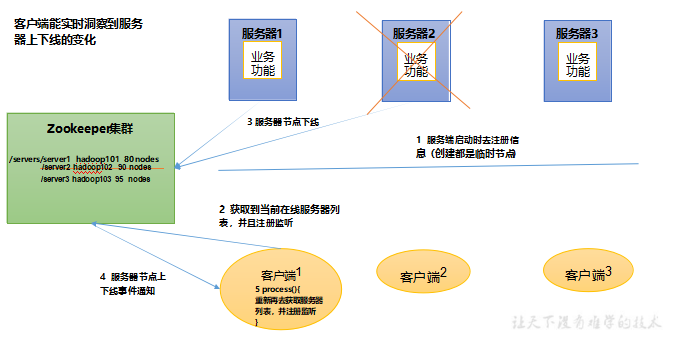 客户端能实时洞察到服务
器上下线的变化
服务器1
业务
功能
服务器2
业务
功能
服务器3
业务
功能
Zookeeper集群
/servers/server1 hadoop101 80 nodes
/server2 hadoop102 90 nodes
/server3 hadoop103 95 nodes
3 服务器节点下线
1 服务端启动时去注册信
息（创建都是临时节点）
2 获取到当前在线服务器列
表，并且注册监听
4 服务器节点上
下线事件通知
客户端1
5 process(){
重新再去获取服务器
列表，并注册监听
}
客户端2
客户端3
让天下没有难学的技术